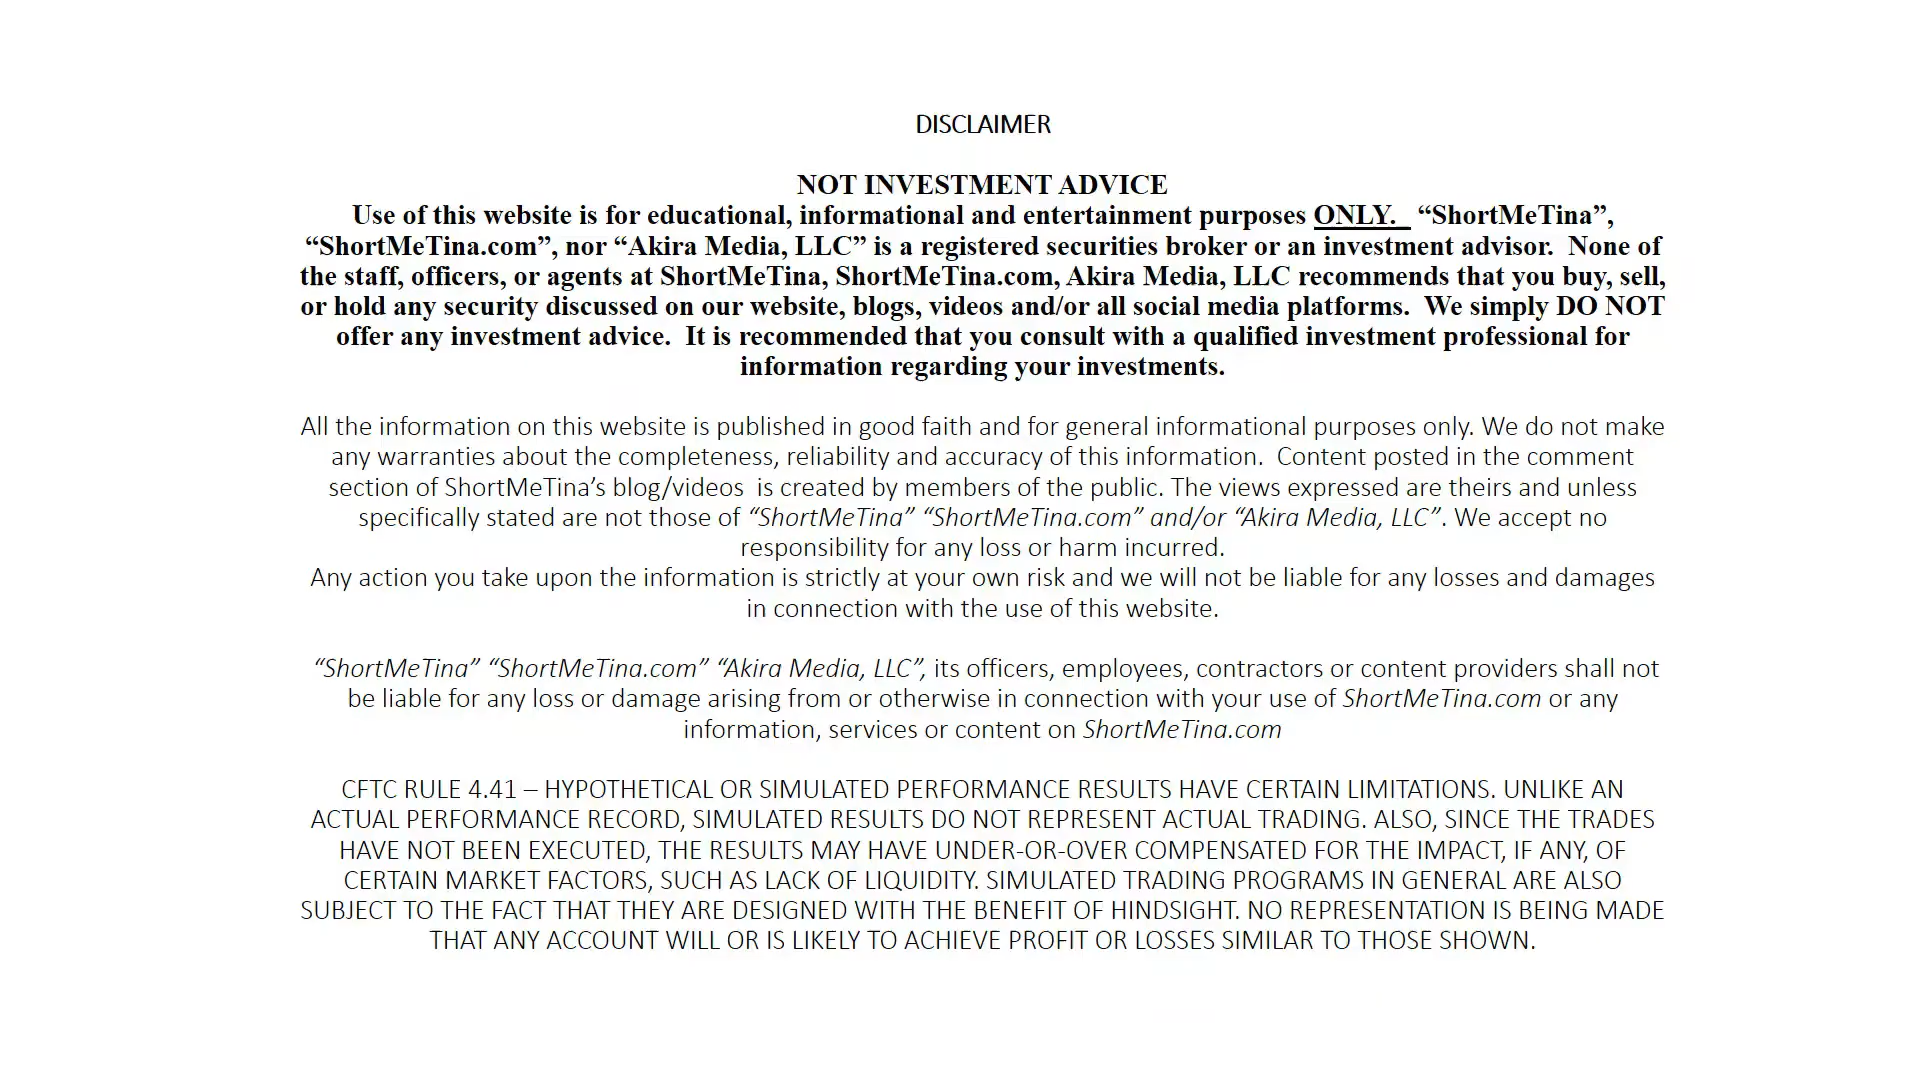 DISCLAIMER
NOT INVESTMENT ADVICE
Use of this website is for educational, informational and entertainment purposes ONLY. “ShortMeTina”,
“ShortMeTina.com”, nor “Akira Media, LLC” is a registered securities broker or an investment advisor. None of
the staff, officers, or agents at ShortMeTina, ShortMeTina.com, Akira Media, LLC recommends that you buy, sell,
or hold any security discussed on our website, blogs, videos and/or all social media platforms. We simply DO NOT
offer any investment advice. It is recommended that you consult with a qualified investment professional for
information regarding your investments.
All the information on this website is published in good faith and for general informational purposes only. We do not make
any warranties about the completeness, reliability and accuracy of this information. Content posted in the comment
section of ShortMeTina’s blog/videos is created by members of the public. The views expressed are theirs and unless
specifically stated are not those of “ShortMeTina” “ShortMeTina.com” and/or “Akira Media, LLC”. We accept no
responsibility for any loss or harm incurred.
Any action you take upon the information is strictly at your own risk and we will not be liable for any losses and damages
in connection with the use of this website.
“ShortMeTina” “ShortMeTina.com” “Akira Media, LLC”, its officers, employees, contractors or content providers shall not
be liable for any loss or damage arising from or otherwise in connection with your use of ShortMeTina.com or any
information, services or content on ShortMeTina.com
CFTC RULE 4.41 – HYPOTHETICAL OR SIMULATED PERFORMANCE RESULTS HAVE CERTAIN LIMITATIONS. UNLIKE AN
ACTUAL PERFORMANCE RECORD, SIMULATED RESULTS DO NOT REPRESENT ACTUAL TRADING. ALSO, SINCE THE TRADES
HAVE NOT BEEN EXECUTED, THE RESULTS MAY HAVE UNDER-OR-OVER COMPENSATED FOR THE IMPACT, IF ANY, OF
CERTAIN MARKET FACTORS, SUCH AS LACK OF LIQUIDITY. SIMULATED TRADING PROGRAMS IN GENERAL ARE ALSO
SUBJECT TO THE FACT THAT THEY ARE DESIGNED WITH THE BENEFIT OF HINDSIGHT. NO REPRESENTATION IS BEING MADE
THAT ANY ACCOUNT WILL OR IS LIKELY TO ACHIEVE PROFIT OR LOSSES SIMILAR TO THOSE SHOWN.